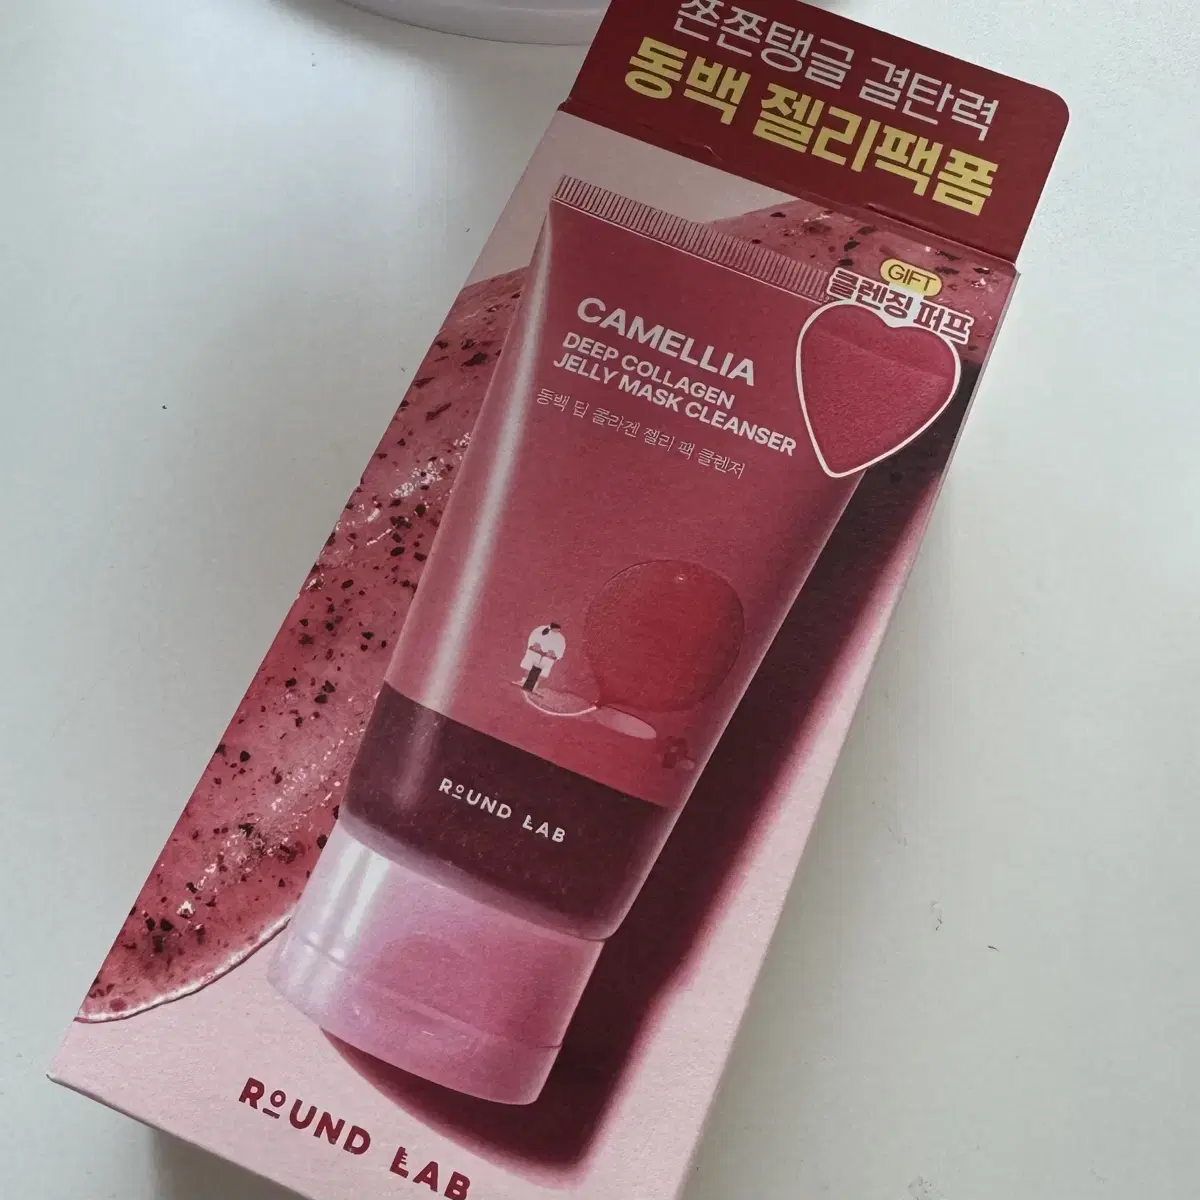 쫀쫀탱글 결탄력
동백 젤리팩폼
GIFT
클렌징 퍼프
CAMELLIA
DEEP COLLAGEN
JELLY MASK CLEANSER
동백 딥 콜라겐 젤리 팩 클렌저
ROUND LAB
ROUND LAB